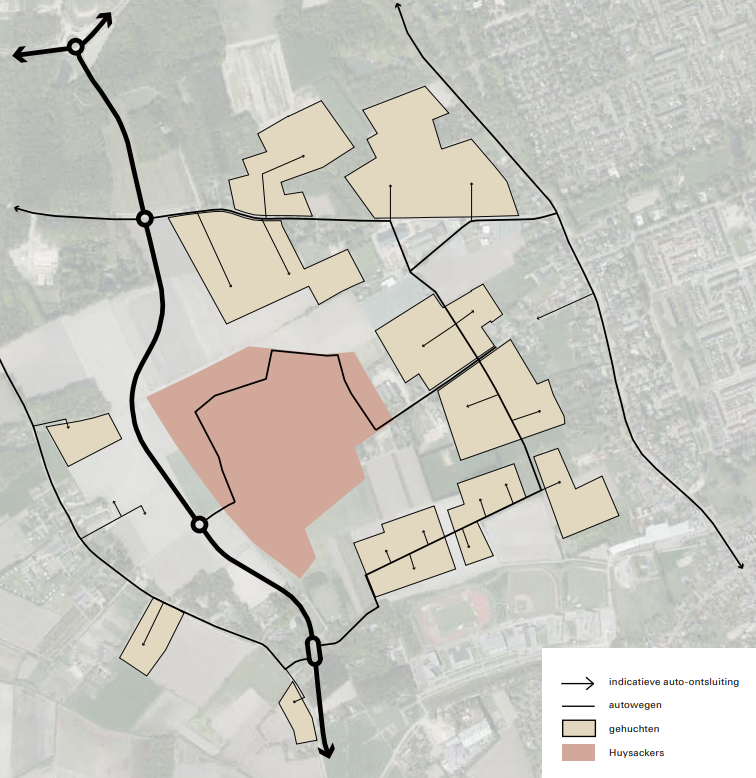 indicatieve auto-ontsluiting
autowegen
gehuchten
Huysackers